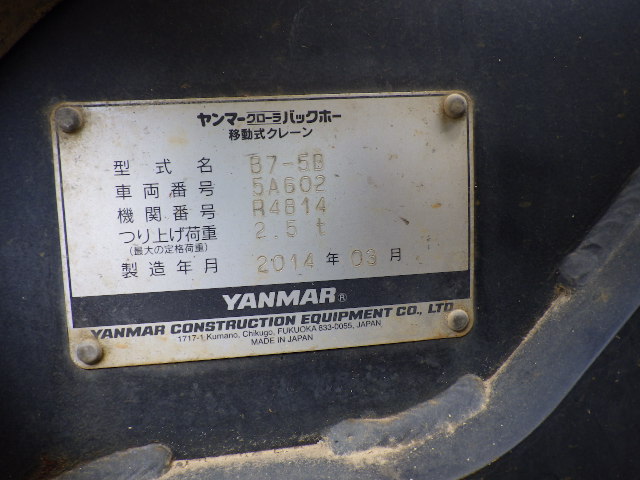 ヤンマークローラバックホー
移動式クレーン
型式名 B7-5B
車両番号 5A602
機関番号 R4814
つり上げ荷重 2.5 t
(最大の定格荷重)
製造年月 2014 年 03 月
YANMAR®
YANMAR CONSTRUCTION EQUIPMENT CO., LTD.
1717-1,Kumano, Chikugo, FUKUOKA 833-0055, JAPAN
MADE IN JAPAN